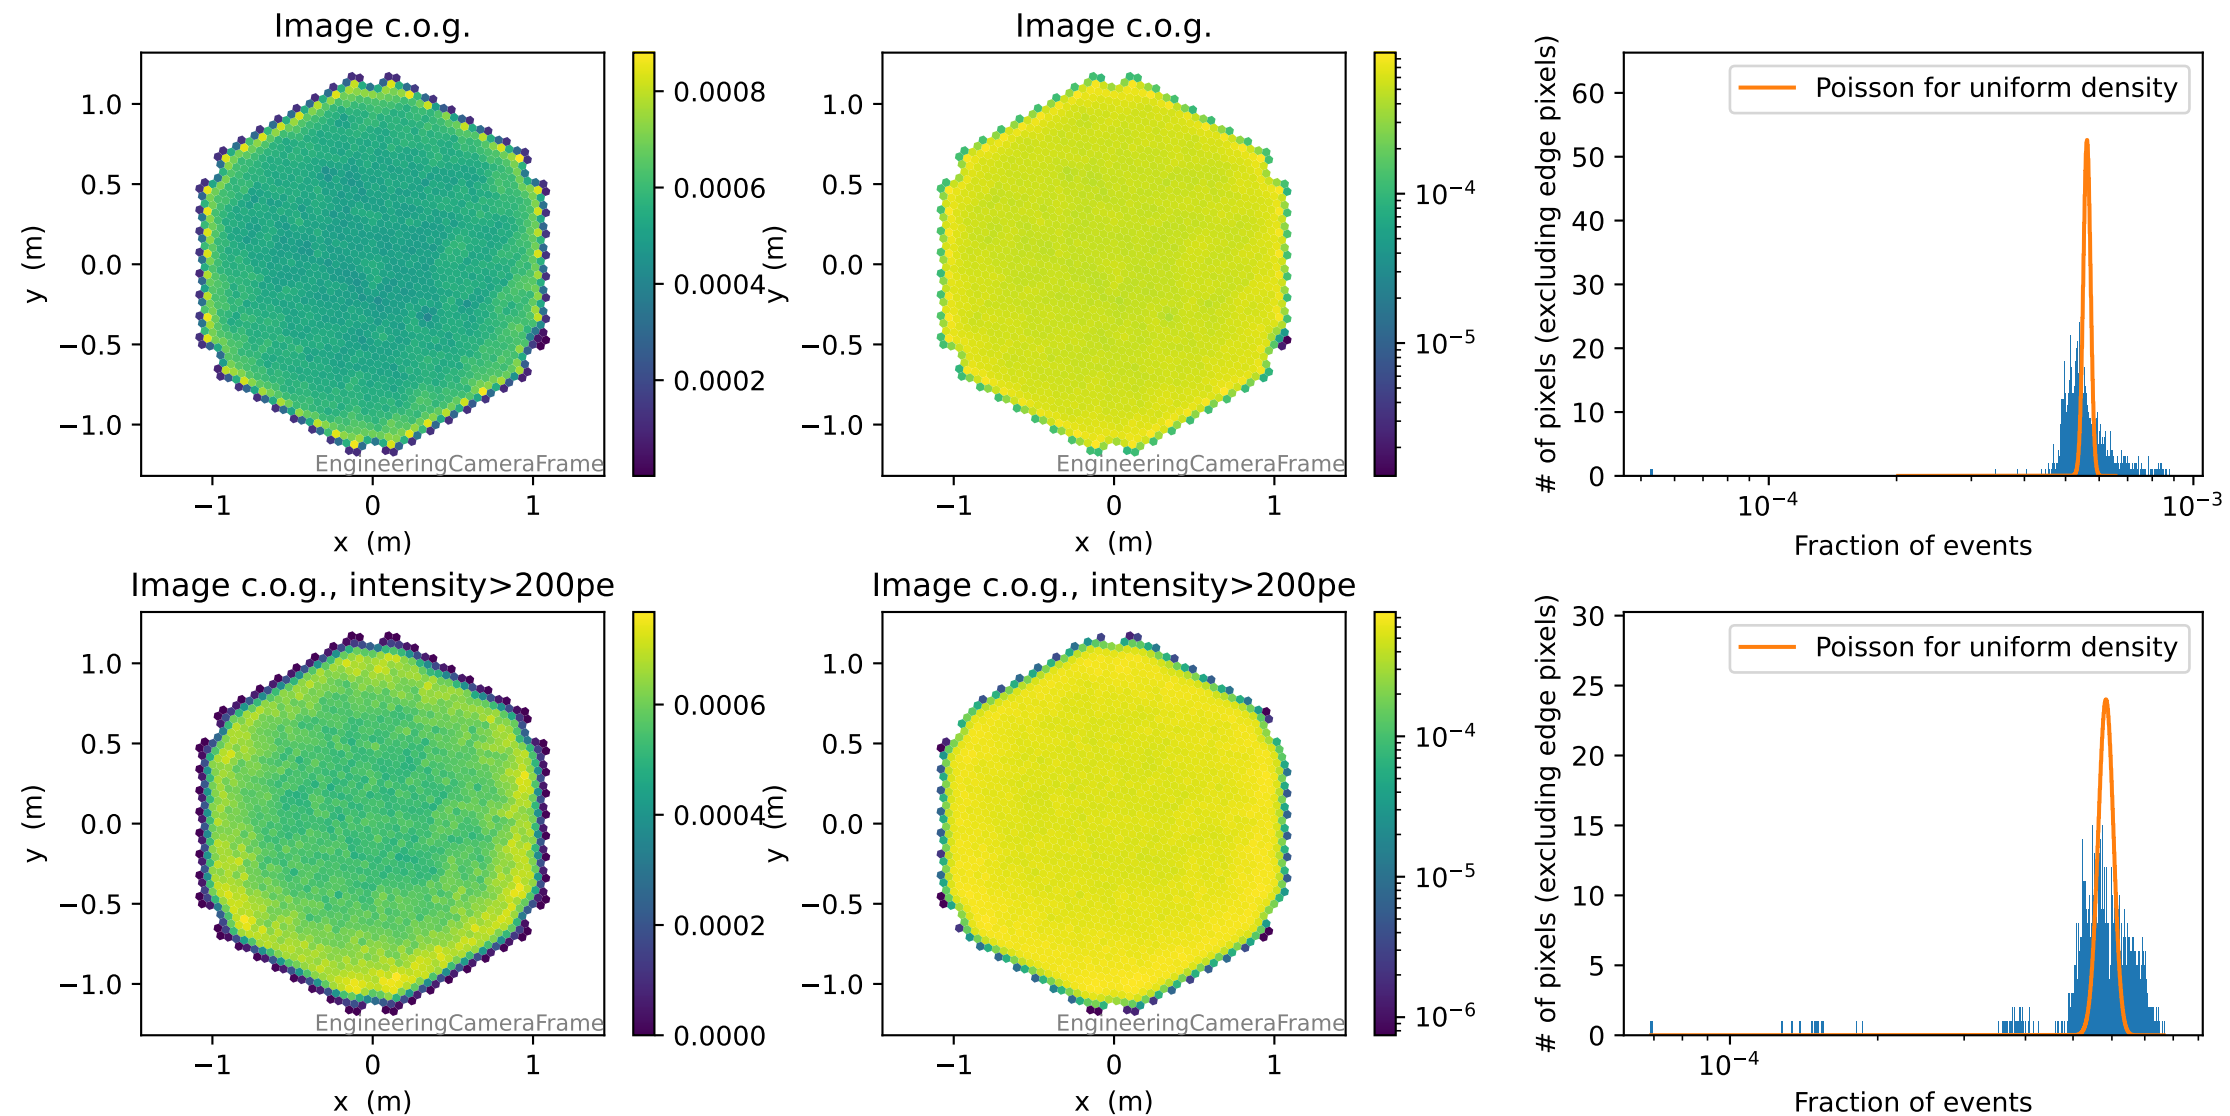 Image c.o.g.
y (m)
1.0
0.5
0.0
−0.5
−1.0
−1
0
1
x (m)
EngineeringCameraFrame
0.0008
0.0006
0.0004
0.0002
Image c.o.g.
y (m)
1.0
0.5
0.0
−0.5
−1.0
−1
0
1
x (m)
EngineeringCameraFrame
10⁻⁴
10⁻⁵
# of pixels (excluding edge pixels)
60
50
40
30
20
10
0
Poisson for uniform density
10⁻⁴
10⁻³
Fraction of events
Image c.o.g., intensity>200pe
y (m)
1.0
0.5
0.0
−0.5
−1.0
−1
0
1
x (m)
EngineeringCameraFrame
0.0006
0.0004
0.0002
0.0000
Image c.o.g., intensity>200pe
y (m)
1.0
0.5
0.0
−0.5
−1.0
−1
0
1
x (m)
EngineeringCameraFrame
10⁻⁴
10⁻⁵
10⁻⁶
# of pixels (excluding edge pixels)
30
25
20
15
10
5
0
Poisson for uniform density
10⁻⁴
Fraction of events